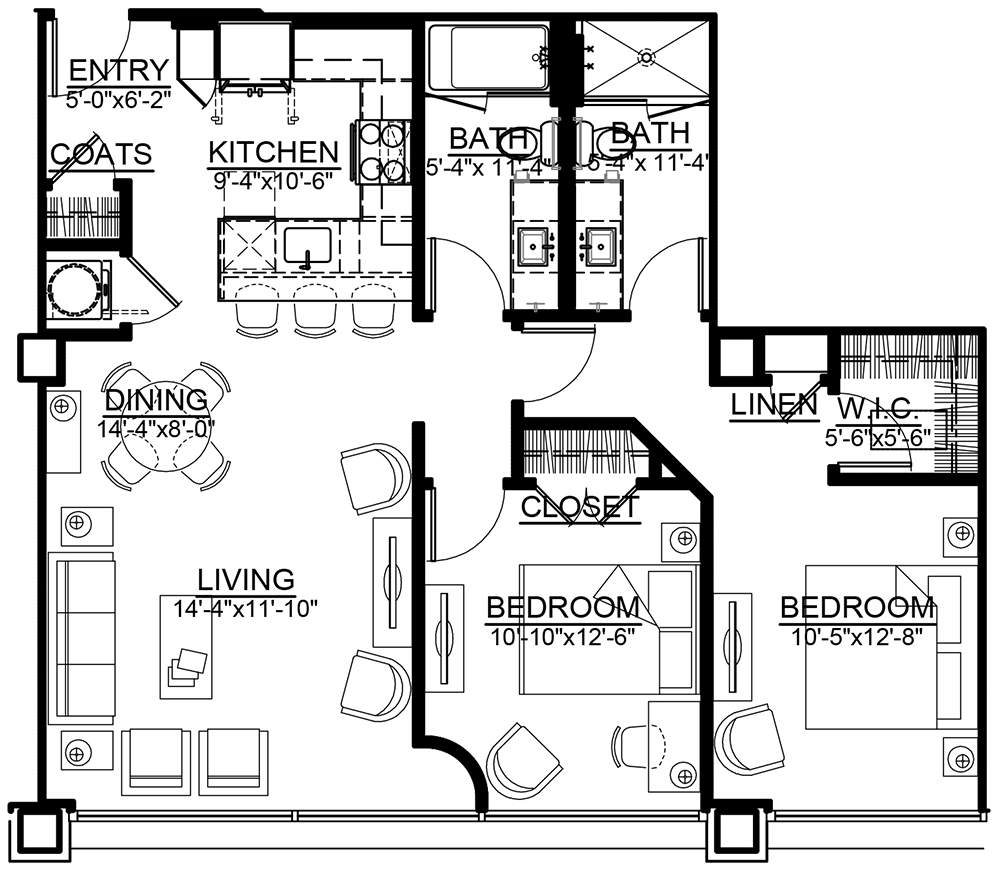 ENTRY
5'-0"x6'-2"
COATS
KITCHEN
9'-4"x10'-6"
BATH
5'-4"x 11'-4"
BATH
5'-4"x 11'-4"
DINING
14'-4"x8'-0"
LINEN
W.I.C.
5'-6"x5'-6"
CLOSET
LIVING
14'-4"x11'-10"
BEDROOM
10'-10"x12'-6"
BEDROOM
10'-5"x12'-8"